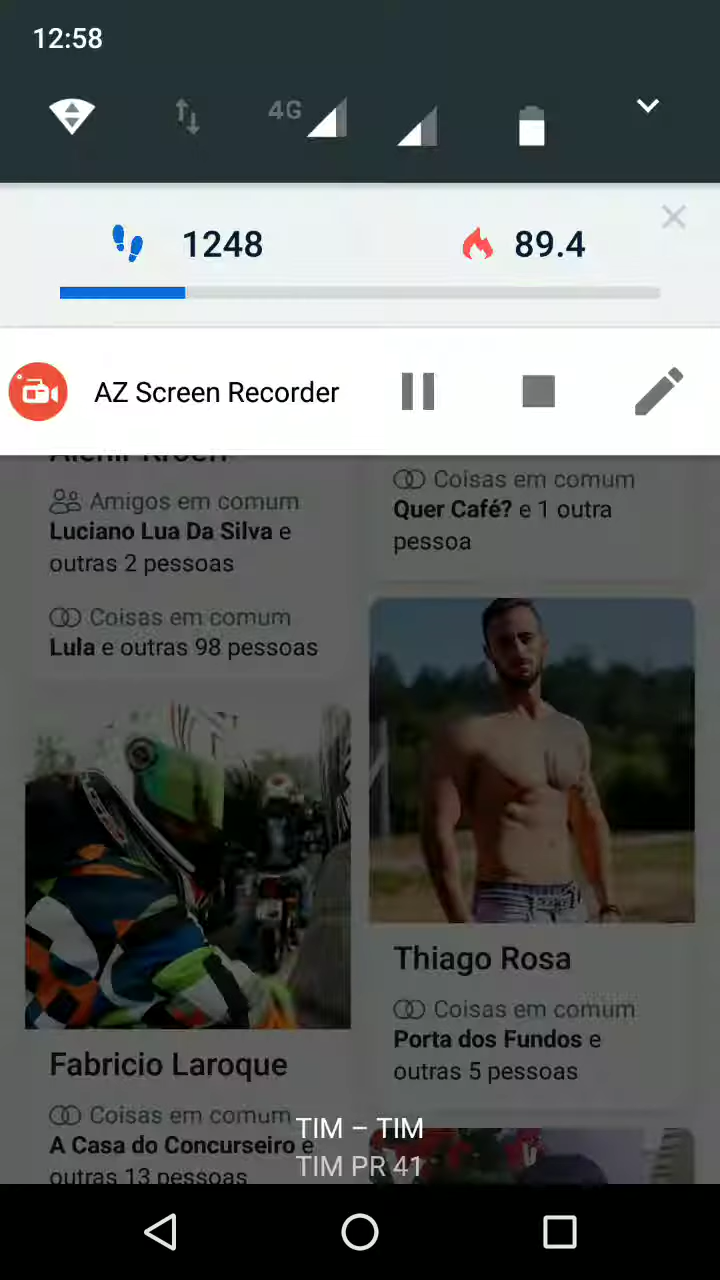 12:58
4G
1248
89.4
AZ Screen Recorder
Amigos em comum
Luciano Lua Da Silva e
outras 2 pessoas
Coisas em comum
Lula e outras 98 pessoas
Fabricio Laroque
Coisas em comum
A Casa do Concurseiro e
outras 13 pessoas
Coisas em comum
Quer Café? e 1 outra
pessoa
Thiago Rosa
Coisas em comum
Porta dos Fundos e
outras 5 pessoas
TIM – TIM
TIM PR 41